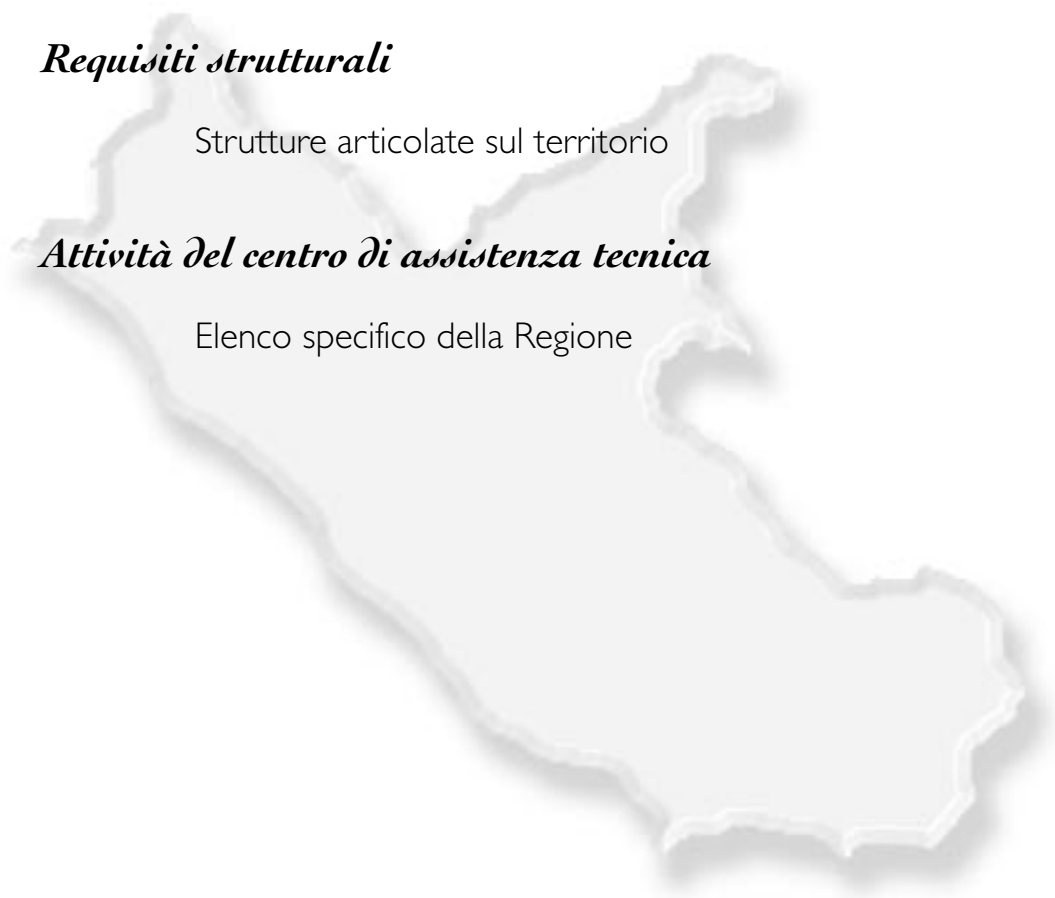 Requisiti strutturali
Strutture articolate sul territorio
Attività del centro di assistenza tecnica
Elenco specifico della Regione